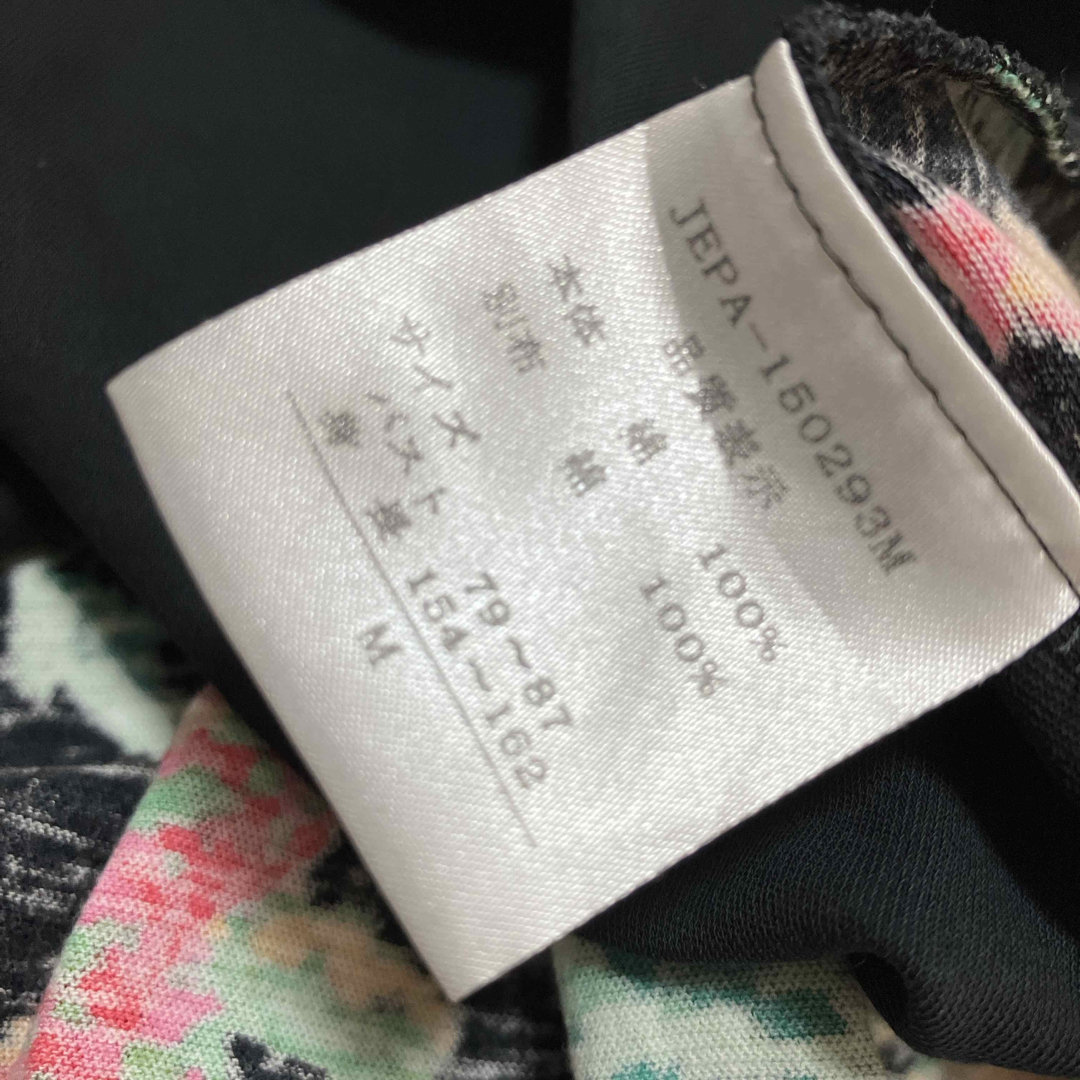 JEPA-150293M
品質表示
本体 綿 100%
別布 綿 100%
サイズ
バスト 79~87
身長 154~162
M